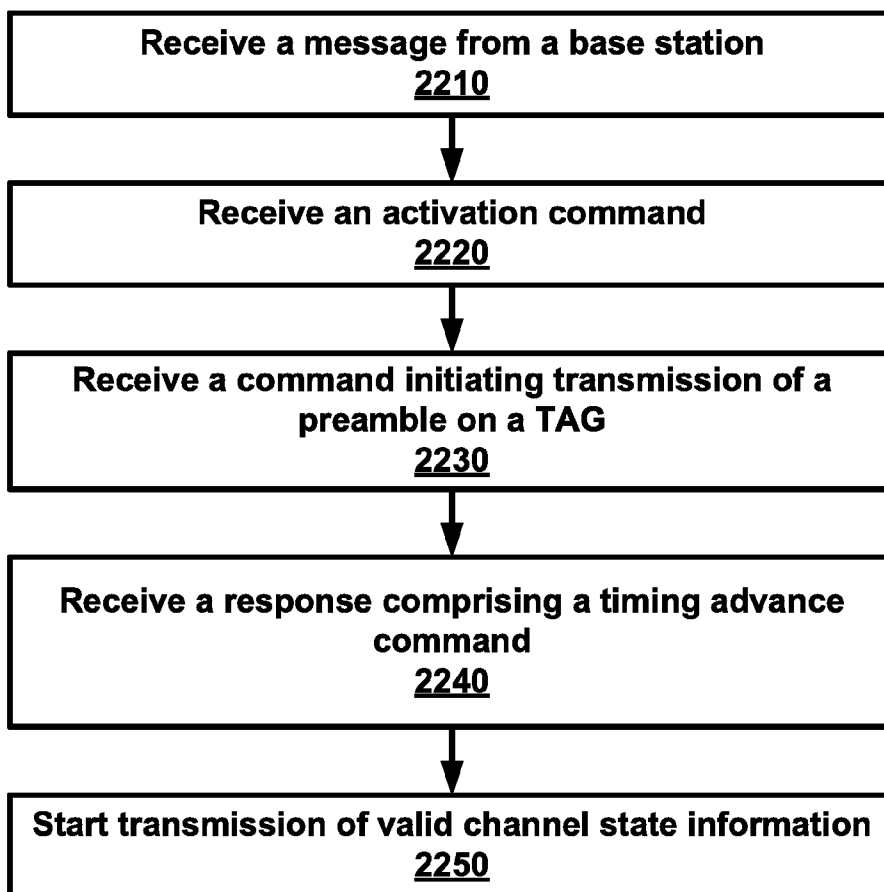 Receive a message from a base station
2210
Receive an activation command
2220
Receive a command initiating transmission of a
preamble on a TAG
2230
Receive a response comprising a timing advance
command
2240
Start transmission of valid channel state information
2250